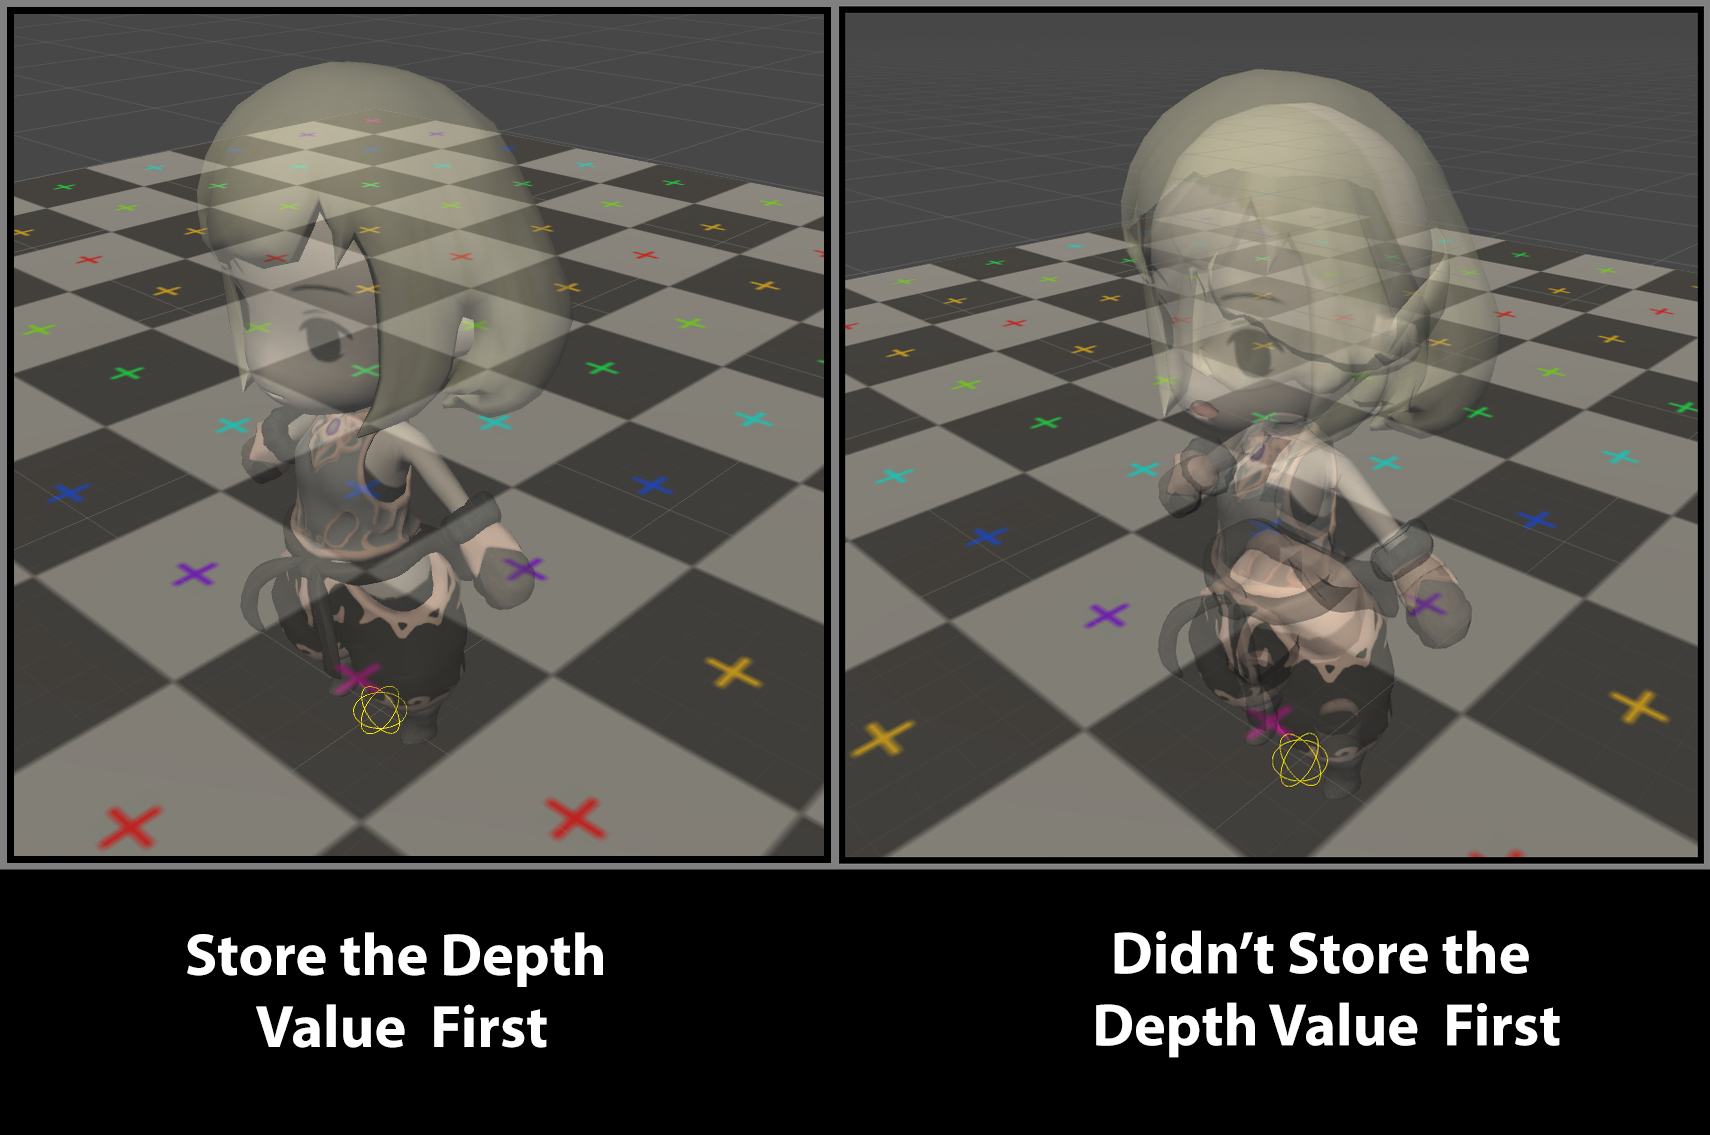 Store the Depth
Value  First
Didn’t Store the
Depth Value  First